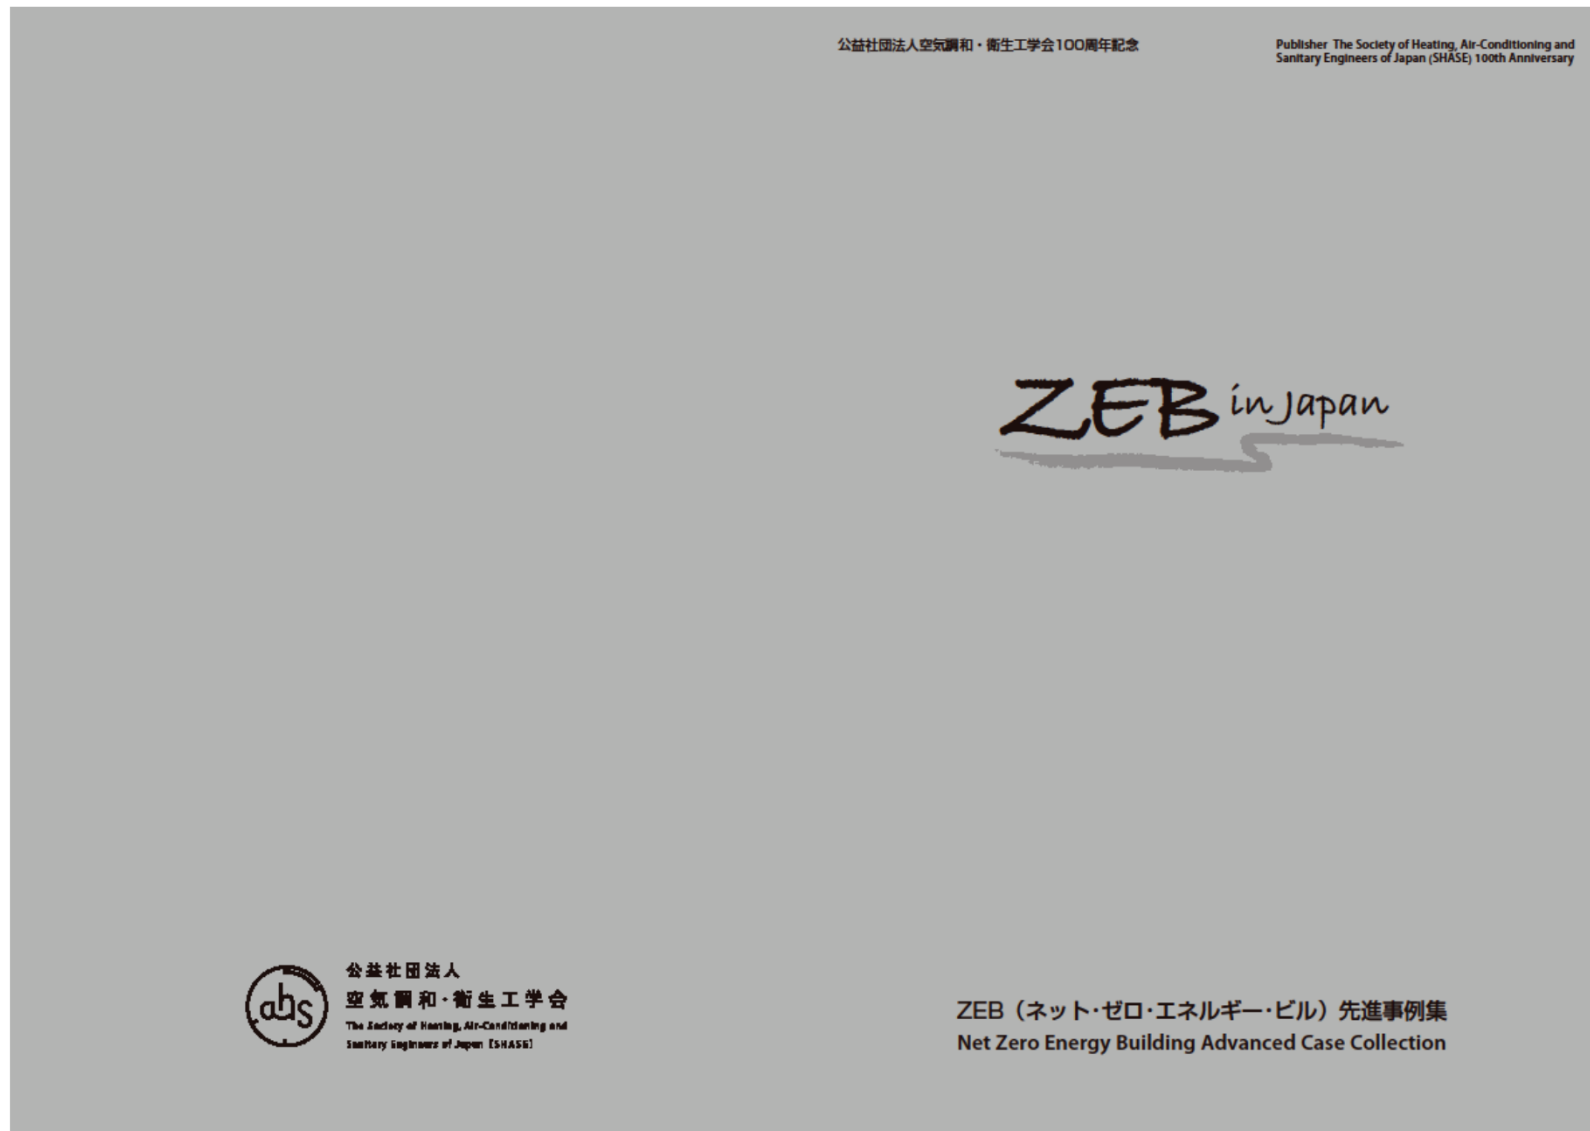 公益社団法人空気調和・衛生工学会100周年記念
Publisher The Society of Heating, Air-Conditioning and
Sanitary Engineers of Japan (SHASE) 100th Anniversary
ZEB in Japan
ahs
公益社団法人
空気調和・衛生工学会
The Society of Heating, Air-Conditioning and
Sanitary Engineers of Japan [SHASE]
ZEB（ネット・ゼロ・エネルギー・ビル）先進事例集
Net Zero Energy Building Advanced Case Collection